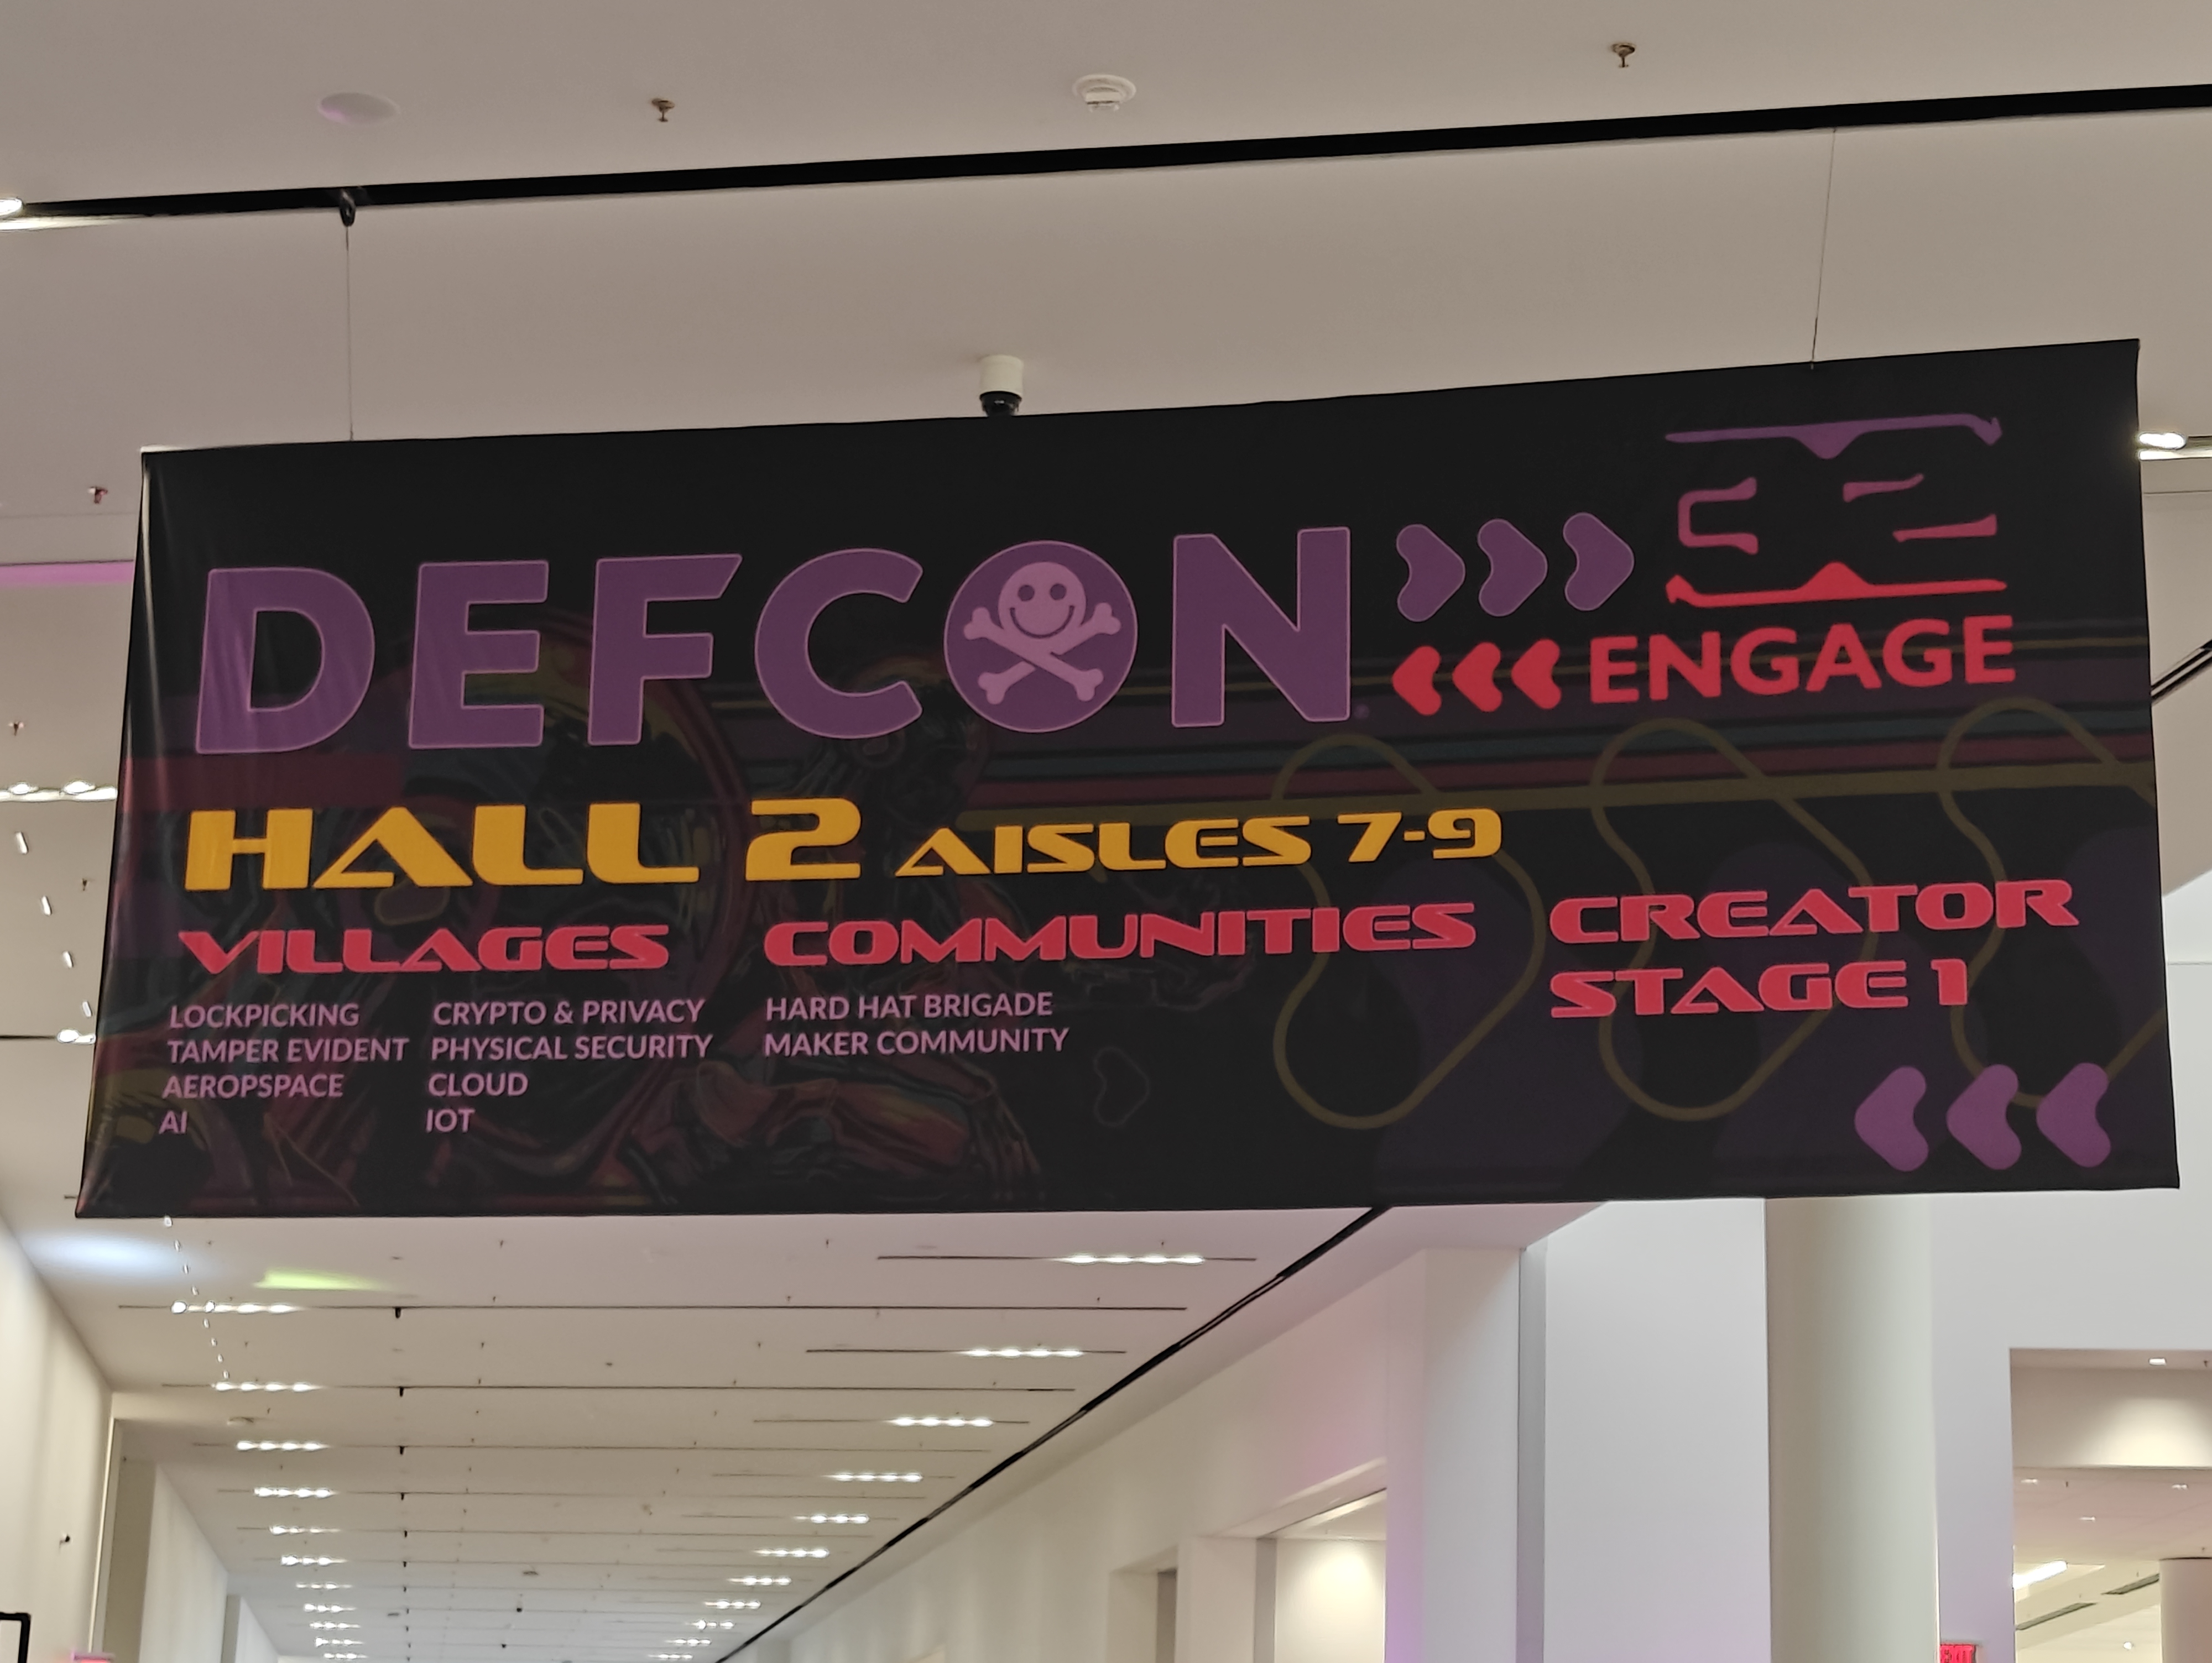 DEFCON
ENGAGE
HALL 2 AISLES 7-9
VILLAGES
LOCKPICKING
TAMPER EVIDENT
AEROPSPACE
AI
CRYPTO & PRIVACY
PHYSICAL SECURITY
CLOUD
IOT
COMMUNITIES
HARD HAT BRIGADE
MAKER COMMUNITY
CREATOR
STAGE 1
EXIT